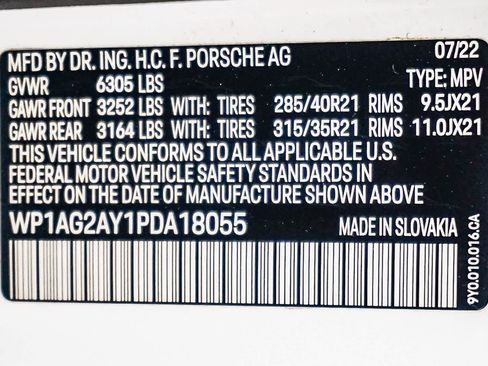 MFD BY DR. ING. H.C. F. PORSCHE AG 07/22
GVWR 6305 LBS TYPE: MPV
GAWR FRONT 3252 LBS WITH: TIRES 285/40R21 RIMS 9.5JX21
GAWR REAR 3164 LBS WITH: TIRES 315/35R21 RIMS 11.0JX21
THIS VEHICLE CONFORMS TO ALL APPLICABLE U.S.
FEDERAL MOTOR VEHICLE SAFETY STANDARDS IN
EFFECT ON THE DATE OF MANUFACTURE SHOWN ABOVE
WP1AG2AY1PDA18055 MADE IN SLOVAKIA
9Y0.010.016.CA